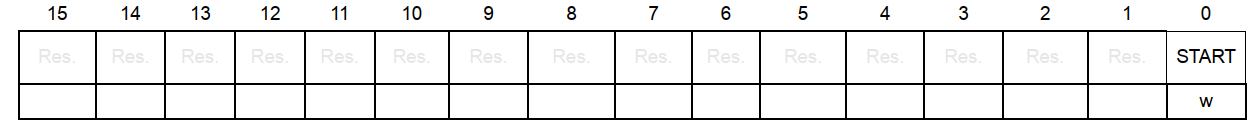 15 14 13 12 11 10 9 8 7 6 5 4 3 2 1 0
Res. Res. Res. Res. Res. Res. Res. Res. Res. Res. Res. Res. Res. Res. Res. START
w